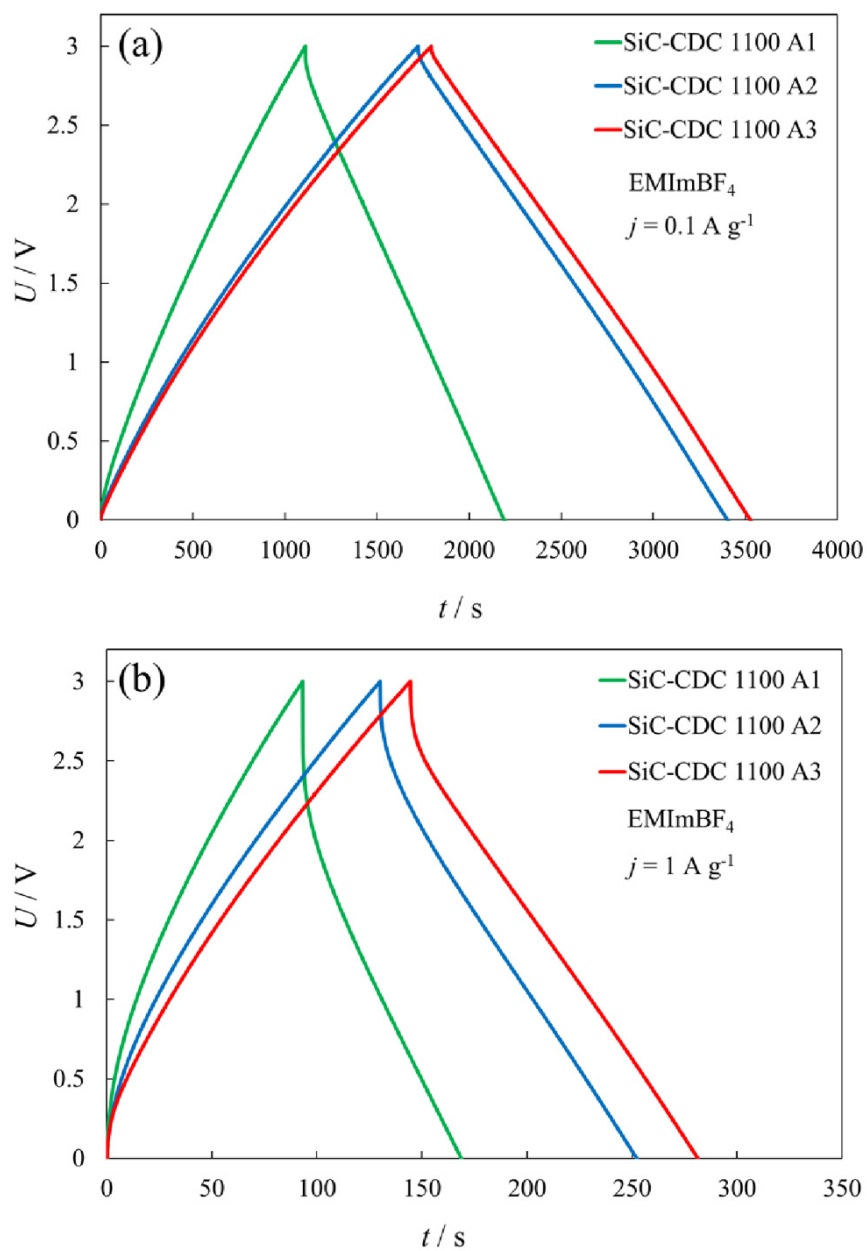 (a)
SiC-CDC 1100 A1
SiC-CDC 1100 A2
SiC-CDC 1100 A3
EMImBF₄
j = 0.1 A g⁻¹
U / V
3
2.5
2
1.5
1
0.5
0
0 500 1000 1500 2000 2500 3000 3500 4000
t / s
(b)
SiC-CDC 1100 A1
SiC-CDC 1100 A2
SiC-CDC 1100 A3
EMImBF₄
j = 1 A g⁻¹
U / V
3.5
3
2.5
2
1.5
1
0.5
0
0 50 100 150 200 250 300 350
t / s